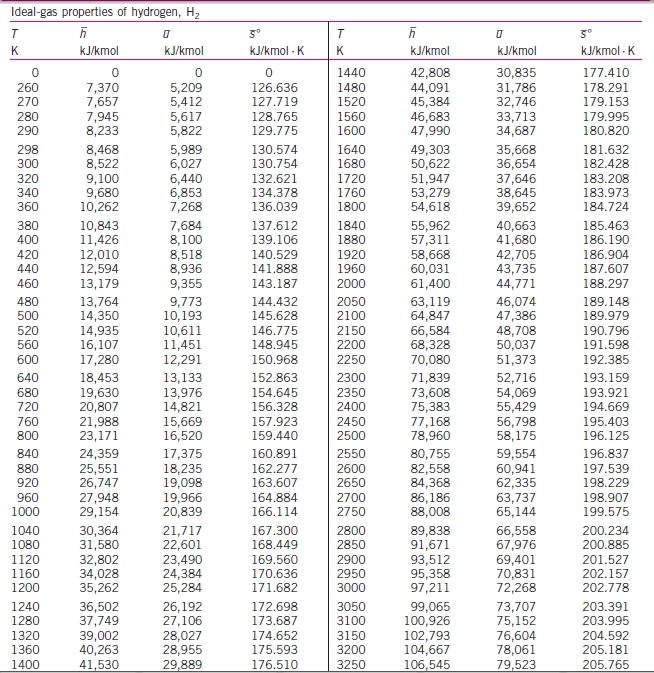 Ideal-gas properties of hydrogen, H₂
T h̄ ū s̄° T h̄ ū s̄°
K kJ/kmol kJ/kmol kJ/kmol · K K kJ/kmol kJ/kmol kJ/kmol · K
0 0 0 0 1440 42,808 30,835 177.410
260 7,370 5,209 126.636 1480 44,091 31,786 178.291
270 7,657 5,412 127.719 1520 45,384 32,746 179.153
280 7,945 5,617 128.765 1560 46,683 33,713 179.995
290 8,233 5,822 129.775 1600 47,990 34,687 180.820
298 8,468 5,989 130.574 1640 49,303 35,668 181.632
300 8,522 6,027 130.754 1680 50,622 36,654 182.428
320 9,100 6,440 132.621 1720 51,947 37,646 183.208
340 9,680 6,853 134.378 1760 53,279 38,645 183.973
360 10,262 7,268 136.039 1800 54,618 39,652 184.724
380 10,843 7,684 137.612 1840 55,962 40,663 185.463
400 11,426 8,100 139.106 1880 57,311 41,680 186.190
420 12,010 8,518 140.529 1920 58,668 42,705 186.904
440 12,594 8,936 141.888 1960 60,031 43,735 187.607
460 13,179 9,355 143.187 2000 61,400 44,771 188.297
480 13,764 9,773 144.432 2050 63,119 46,074 189.148
500 14,350 10,193 145.628 2100 64,847 47,386 189.979
520 14,935 10,611 146.775 2150 66,584 48,708 190.796
560 16,107 11,451 148.945 2200 68,328 50,037 191.598
600 17,280 12,291 150.968 2250 70,080 51,373 192.385
640 18,453 13,133 152.863 2300 71,839 52,716 193.159
680 19,630 13,976 154.645 2350 73,608 54,069 193.921
720 20,807 14,821 156.328 2400 75,383 55,429 194.669
760 21,988 15,669 157.923 2450 77,168 56,798 195.403
800 23,171 16,520 159.440 2500 78,960 58,175 196.125
840 24,359 17,375 160.891 2550 80,755 59,554 196.837
880 25,551 18,235 162.277 2600 82,558 60,941 197.539
920 26,747 19,098 163.607 2650 84,368 62,335 198.229
960 27,948 19,966 164.884 2700 86,186 63,737 198.907
1000 29,154 20,839 166.114 2750 88,008 65,144 199.575
1040 30,364 21,717 167.300 2800 89,838 66,558 200.234
1080 31,580 22,601 168.449 2850 91,671 67,976 200.885
1120 32,802 23,490 169.560 2900 93,512 69,401 201.527
1160 34,028 24,384 170.636 2950 95,358 70,831 202.157
1200 35,262 25,284 171.682 3000 97,211 72,268 202.778
1240 36,502 26,192 172.698 3050 99,065 73,707 203.391
1280 37,749 27,106 173.687 3100 100,926 75,152 203.995
1320 39,002 28,027 174.652 3150 102,793 76,604 204.592
1360 40,263 28,955 175.593 3200 104,667 78,061 205.181
1400 41,530 29,889 176.510 3250 106,545 79,523 205.765